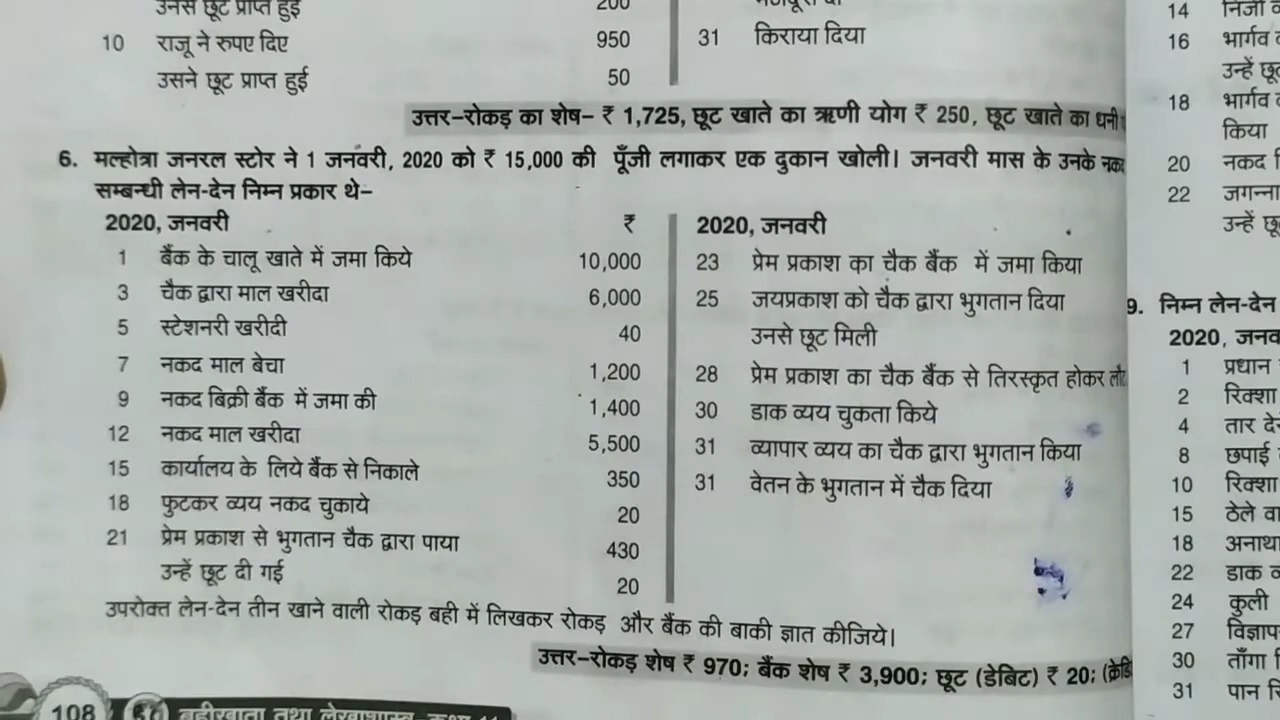 उनसे छूट प्राप्त हुई 200
10 राजू ने रुपए दिए 950
उसने छूट प्राप्त हुई 50
31 किराया दिया
उत्तर–रोकड़ का शेष– ₹ 1,725, छूट खाते का ऋणी योग ₹ 250, छूट खाते का धनी
6. मल्होत्रा जनरल स्टोर ने 1 जनवरी, 2020 को ₹ 15,000 की पूँजी लगाकर एक दुकान खोली। जनवरी मास के उनके नकद
सम्बन्धी लेन-देन निम्न प्रकार थे–
2020, जनवरी ₹
1 बैंक के चालू खाते में जमा किये 10,000
3 चैक द्वारा माल खरीदा 6,000
5 स्टेशनरी खरीदी 40
7 नकद माल बेचा 1,200
9 नकद बिक्री बैंक में जमा की 1,400
12 नकद माल खरीदा 5,500
15 कार्यालय के लिये बैंक से निकाले 350
18 फुटकर व्यय नकद चुकाये 20
21 प्रेम प्रकाश से भुगतान चैक द्वारा पाया 430
उन्हें छूट दी गई 20
2020, जनवरी
23 प्रेम प्रकाश का चैक बैंक में जमा किया
25 जयप्रकाश को चैक द्वारा भुगतान दिया
उनसे छूट मिली
28 प्रेम प्रकाश का चैक बैंक से तिरस्कृत होकर
30 डाक व्यय चुकता किये
31 व्यापार व्यय का चैक द्वारा भुगतान किया
31 वेतन के भुगतान में चैक दिया
उपरोक्त लेन-देन तीन खाने वाली रोकड़ बही में लिखकर रोकड़ और बैंक की बाकी ज्ञात कीजिये।
उत्तर–रोकड़ शेष ₹ 970; बैंक शेष ₹ 3,900; छूट (डेबिट) ₹ 20;
108 बहीखाता तथा लेखाशास्त्र
14 निजी
16 भार्गव
उन्हें
18 भार्गव
किया
20 नकद
22
उन्हें
9. निम्न लेन-देन
2020,
1 प्रधान
2 रिक्शा
4 तार
8 छपाई
10 रिक्शा
15 ठेले
18
22 डाक
24 कुली
27
30 ताँगा
31 पान